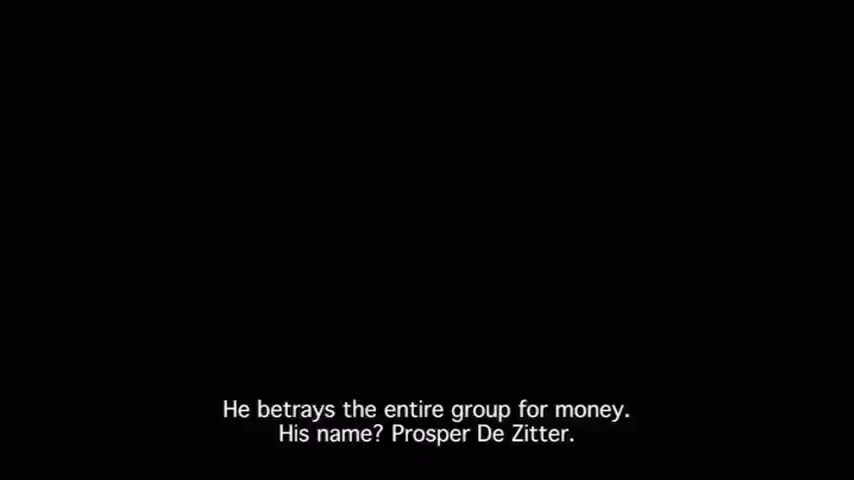 He betrays the entire group for money.
His name? Prosper De Zitter.